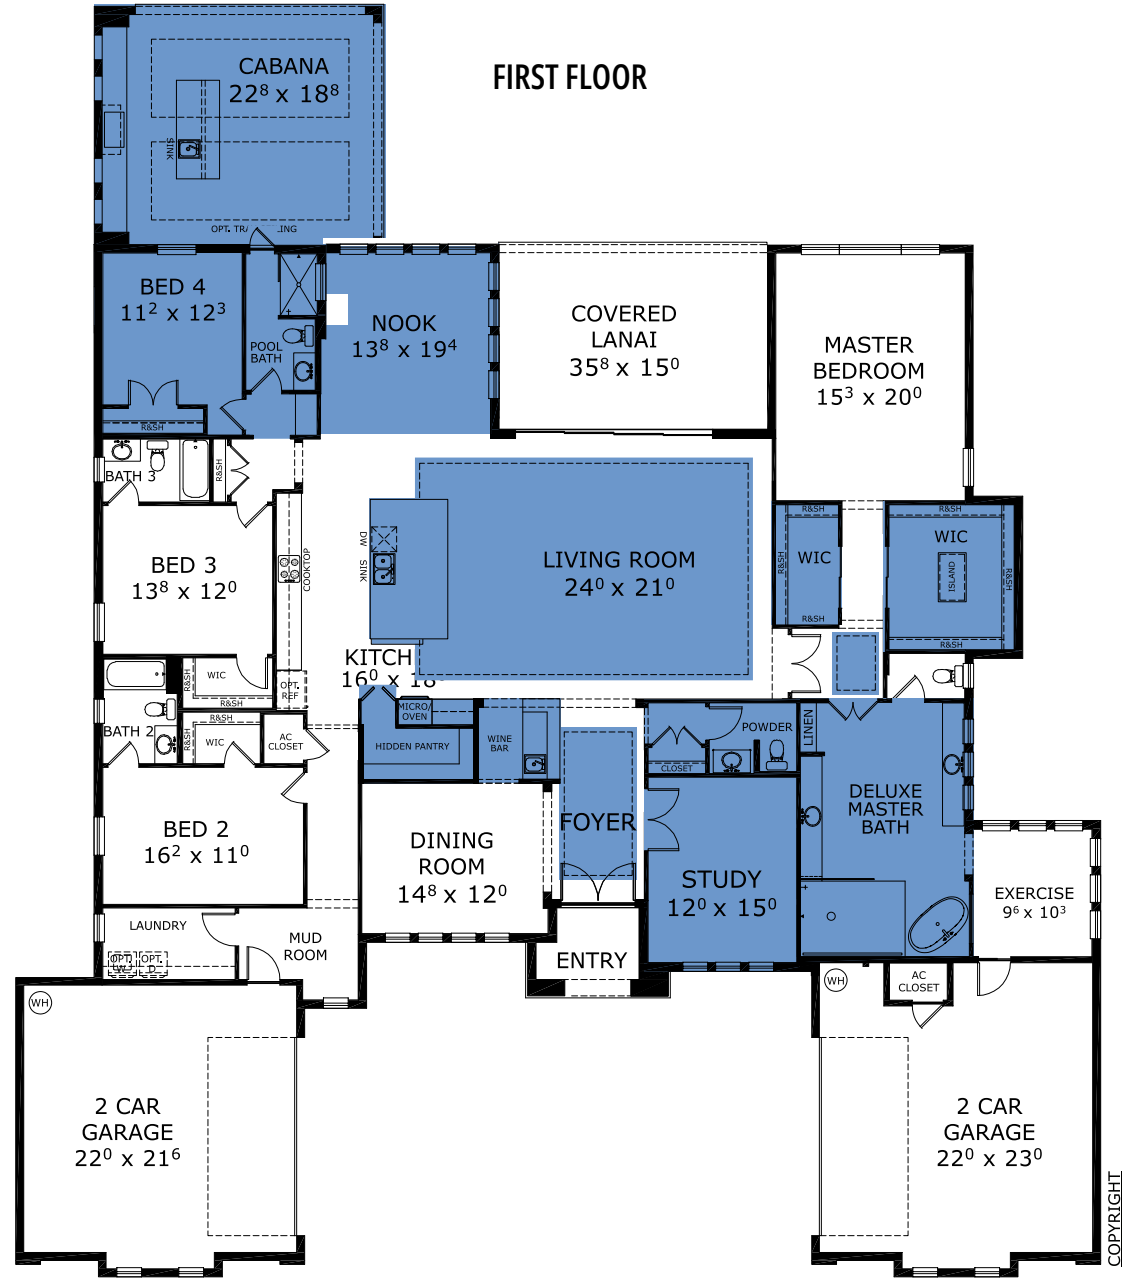 FIRST FLOOR
CABANA
22⁸ x 18⁸
SINK
BED 4
11² x 12³
R&SH
POOL
BATH
NOOK
13⁸ x 19⁴
COVERED
LANAI
35⁸ x 15⁰
MASTER
BEDROOM
15³ x 20⁰
BATH 3
R&SH
BED 3
13⁸ x 12⁰
COOKTOP
DW
SINK
LIVING ROOM
24⁰ x 21⁰
R&SH
R&SH
WIC
R&SH
R&SH
WIC
ISLAND
R&SH
R&SH
KITCH
16⁰ x 18
R&SH
WIC
R&SH
OPT.
REF
BATH 2
R&SH
R&SH
WIC
AC
CLOSET
MICRO/
OVEN
HIDDEN PANTRY
WINE
BAR
CLOSET
POWDER
LINEN
DELUXE
MASTER
BATH
BED 2
16² x 11⁰
DINING
ROOM
14⁸ x 12⁰
FOYER
STUDY
12⁰ x 15⁰
EXERCISE
9⁶ x 10³
LAUNDRY
OPT.
W
OPT.
D
MUD
ROOM
ENTRY
WH
WH
AC
CLOSET
2 CAR
GARAGE
22⁰ x 21⁶
2 CAR
GARAGE
22⁰ x 23⁰
COPYRIGHT